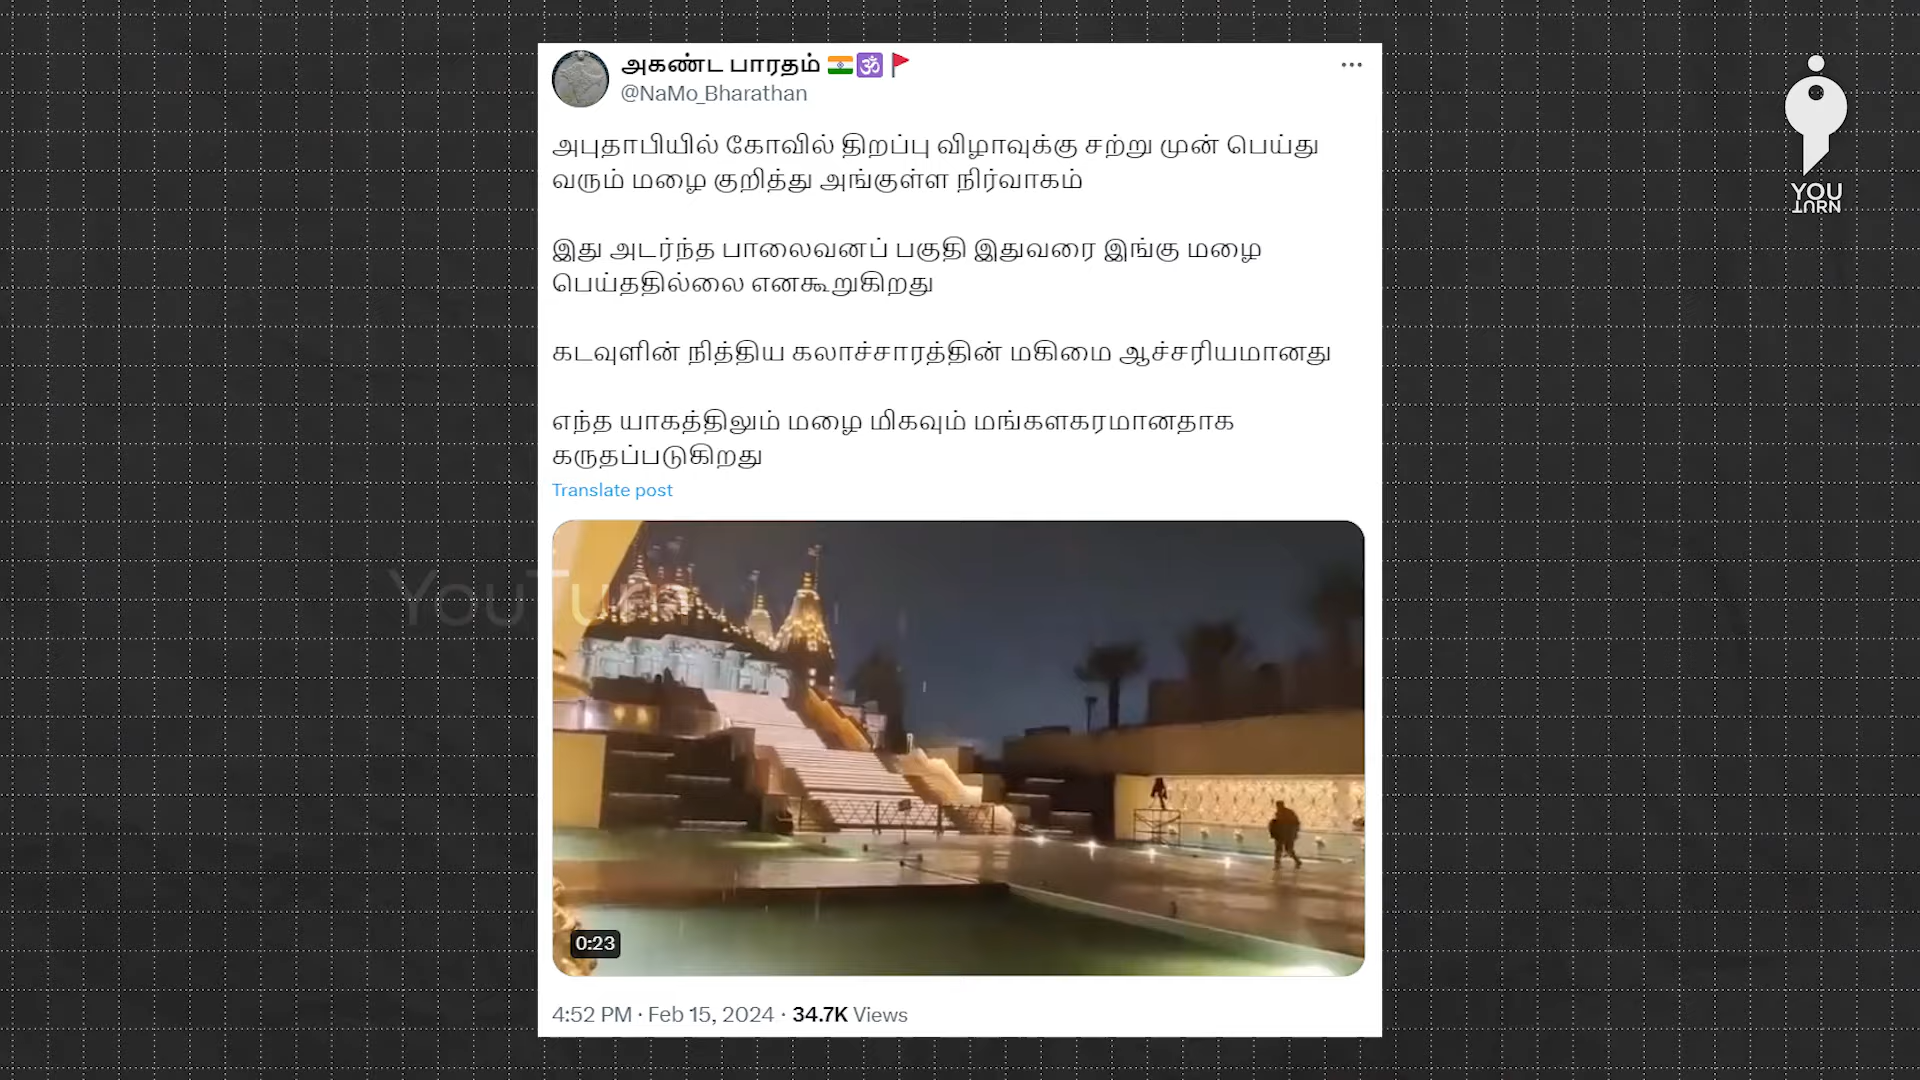 அகண்ட பாரதம் 🇮🇳🕉️🚩
@NaMo_Bharathan
அபுதாபியில் கோவில் திறப்பு விழாவுக்கு சற்று முன் பெய்து
வரும் மழை குறித்து அங்குள்ள நிர்வாகம்
இது அடர்ந்த பாலைவனப் பகுதி இதுவரை இங்கு மழை
பெய்ததில்லை எனகூறுகிறது
கடவுளின் நித்திய கலாச்சாரத்தின் மகிமை ஆச்சரியமானது
எந்த யாகத்திலும் மழை மிகவும் மங்களகரமானதாக
கருதப்படுகிறது
Translate post
YouTurn
0:23
4:52 PM · Feb 15, 2024 · 34.7K Views
YOU
TURN